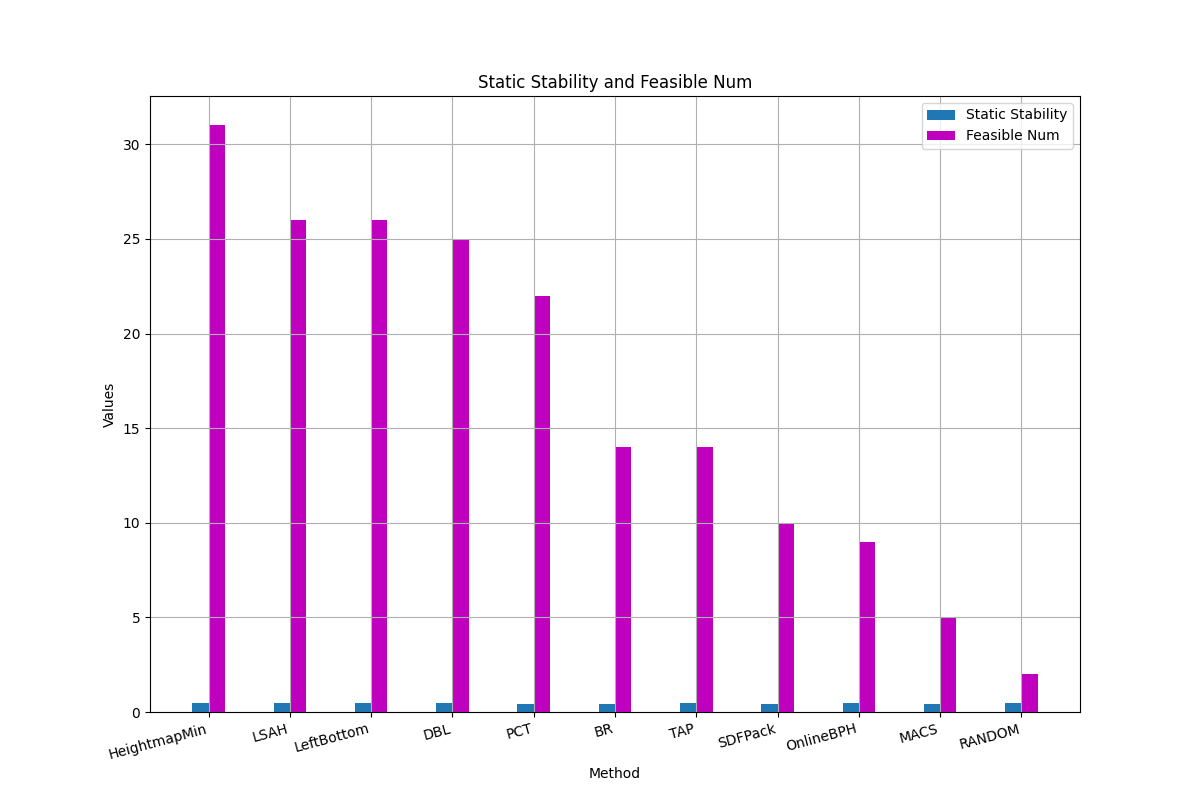 Static Stability and Feasible Num
Static Stability
Feasible Num
30
25
20
15
10
5
0
Values
HeightmapMin
LSAH
LeftBottom
DBL
PCT
BR
TAP
SDFPack
OnlineBPH
MACS
RANDOM
Method